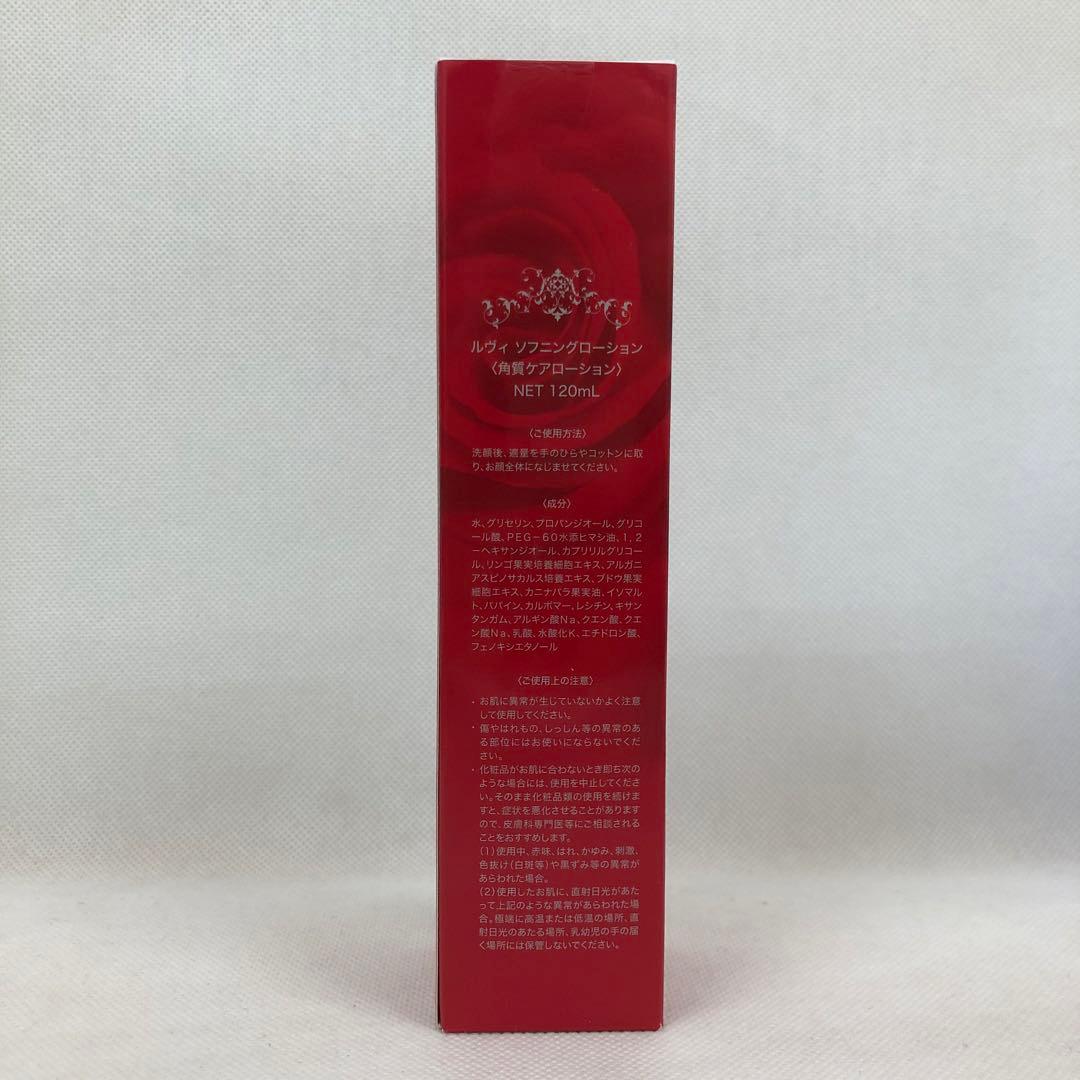 ルヴィ ソフニングローション
〈角質ケアローション〉
NET 120mL
〈ご使用方法〉
洗顔後、適量を手のひらやコットンに取
り、お顔全体になじませてください。
〈成分〉
水、グリセリン、プロパンジオール、グリコ
ール酸、PEG－60水添ヒマシ油、1，2
－ヘキサンジオール、カプリリルグリコー
ル、リンゴ果実培養細胞エキス、アルガニ
アスピノサカルス培養エキス、ブドウ果実
細胞エキス、カニナバラ果実油、イソマル
ト、パパイン、カルボマー、レシチン、キサン
タンガム、アルギン酸Na、クエン酸、クエ
ン酸Na、乳酸、水酸化K、エチドロン酸、
フェノキシエタノール
〈ご使用上の注意〉
・お肌に異常が生じていないかよく注意
して使用してください。
・傷やはれもの、しっしん等の異常のあ
る部位にはお使いにならないでくだ
さい。
・化粧品がお肌に合わないとき即ち次の
ような場合には、使用を中止してくださ
い。そのまま化粧品類の使用を続けま
すと、症状を悪化させることがあります
ので、皮膚科専門医等にご相談される
ことをおすすめします。
（1）使用中、赤味、はれ、かゆみ、刺激、
色抜け（白斑等）や黒ずみ等の異常が
あらわれた場合。
（2）使用したお肌に、直射日光があた
って上記のような異常があらわれた場
合。極端に高温または低温の場所、直
射日光のあたる場所、乳幼児の手の届
く場所には保管しないでください。